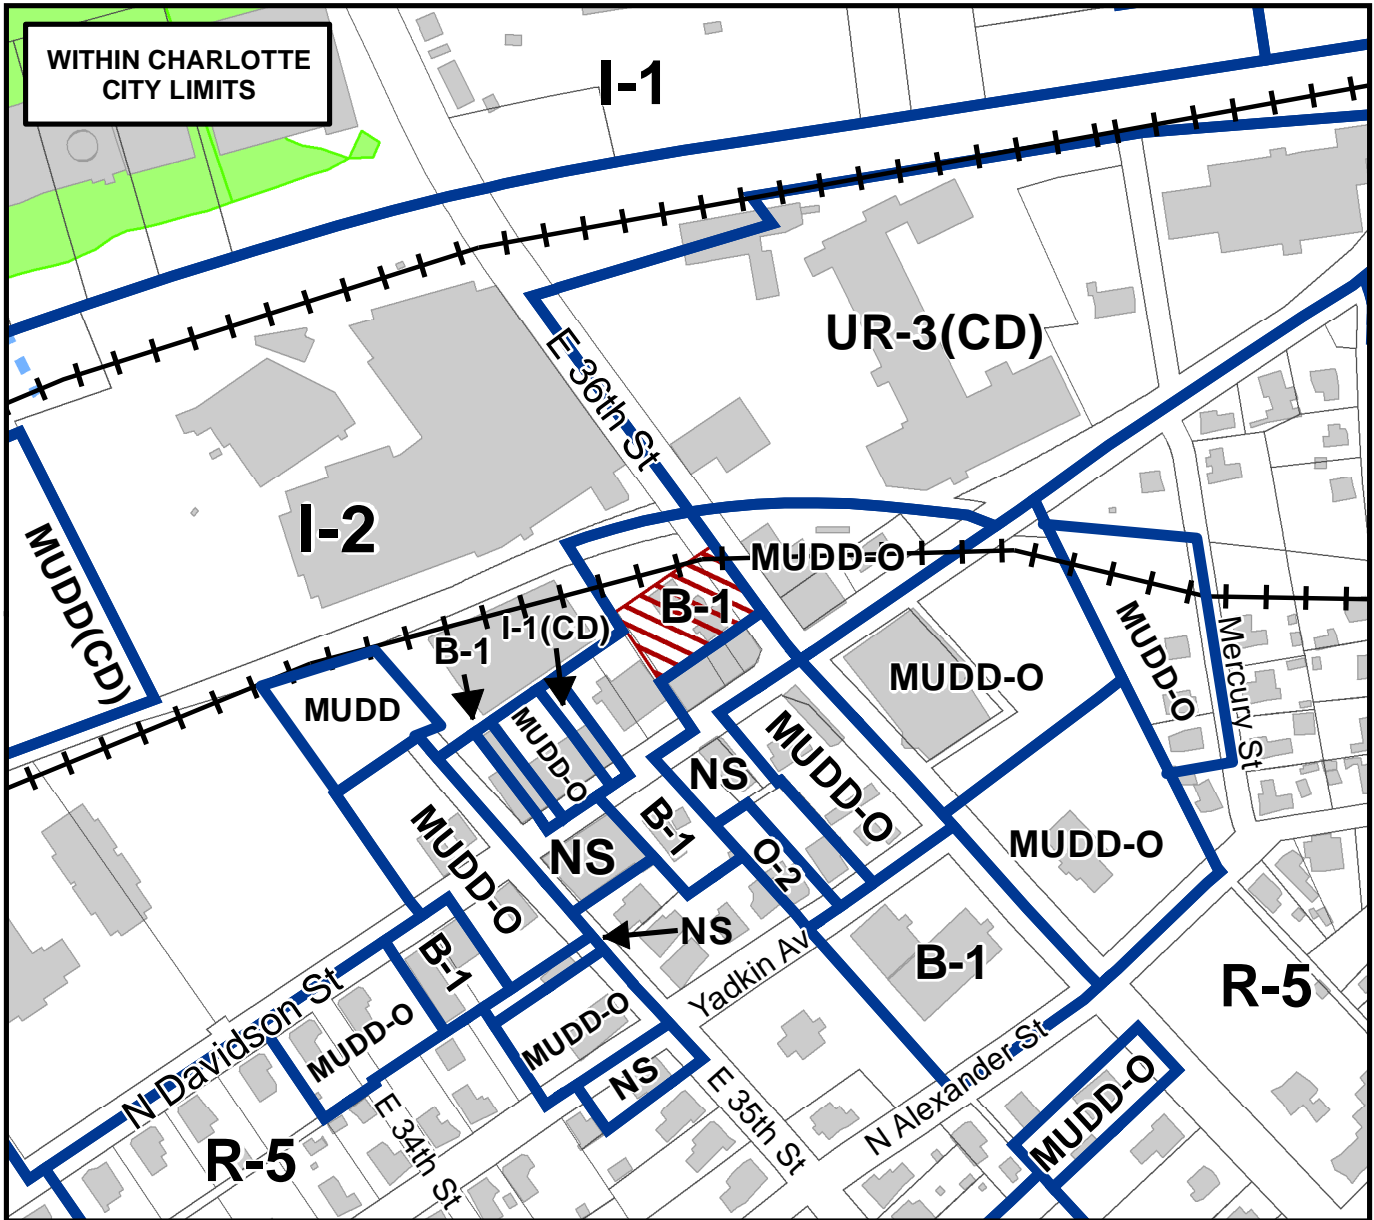 WITHIN CHARLOTTE
CITY LIMITS
I-1
UR-3(CD)
E 36th St
I-2
MUDD(CD)
MUDD-O
B-1
I-1(CD)
B-1
MUDD-O
MUDD-O
Mercury St
MUDD
MUDD-O
NS
MUDD-O
B-1
MUDD-O
NS
O-2
MUDD-O
NS
B-1
B-1
Yadkin Av
R-5
N Davidson St
MUDD-O
MUDD-O
NS
E 35th St
N Alexander St
MUDD-O
E 34th St
R-5